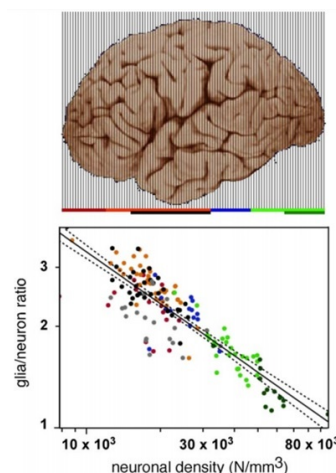 glia/neuron ratio
3
2
1
10 x 10³
30 x 10³
80 x 10³
neuronal density (N/mm³)